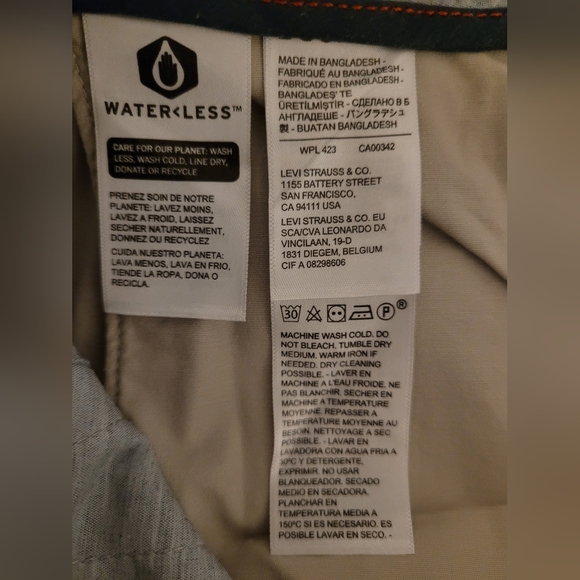 WATER<LESS™
CARE FOR OUR PLANET: WASH
LESS, WASH COLD, LINE DRY,
DONATE OR RECYCLE
PRENEZ SOIN DE NOTRE
PLANETE: LAVEZ MOINS,
LAVEZ A FROID, LAISSEZ
SECHER NATURELLEMENT,
DONNEZ OU RECYCLEZ
CUIDA NUESTRO PLANETA:
LAVA MENOS, LAVA EN FRIO,
TIENDE LA ROPA, DONA O
RECICLA.
MADE IN BANGLADESH -
FABRIQUÉ AU BANGLADESH -
FABRICADO EN BANGLADESH -
BANGLADEŞ'TE
ÜRETİLMİŞTİR - СДЕЛАНО В Б
АНГЛАДЕШЕ - バングラデシュ
製 - BUATAN BANGLADESH
WPL 423 CA00342
LEVI STRAUSS & CO.
1155 BATTERY STREET
SAN FRANCISCO,
CA 94111 USA
LEVI STRAUSS & CO. EU
SCA/CVA LEONARDO DA
VINCILAAN, 19-D
1831 DIEGEM, BELGIUM
CIF A 08298606
30 P ®
MACHINE WASH COLD. DO
NOT BLEACH. TUMBLE DRY
MEDIUM. WARM IRON IF
NEEDED. DRY CLEANING
POSSIBLE. - LAVER EN
MACHINE A L'EAU FROIDE. NE
PAS BLANCHIR. SECHER EN
MACHINE A TEMPERATURE
MOYENNE. REPASSER A
TEMPERATURE MOYENNE AU
BESOIN. NETTOYAGE A SEC
POSSIBLE. - LAVAR EN
LAVADORA CON AGUA FRIA A
30ºC Y DETERGENTE,
EXPRIMIR. NO USAR
BLANQUEADOR. SECADO
MEDIO EN SECADORA.
PLANCHAR EN
TEMPERATURA MEDIA A
150ºC SI ES NECESARIO. ES
POSIBLE LAVAR EN SECO. -